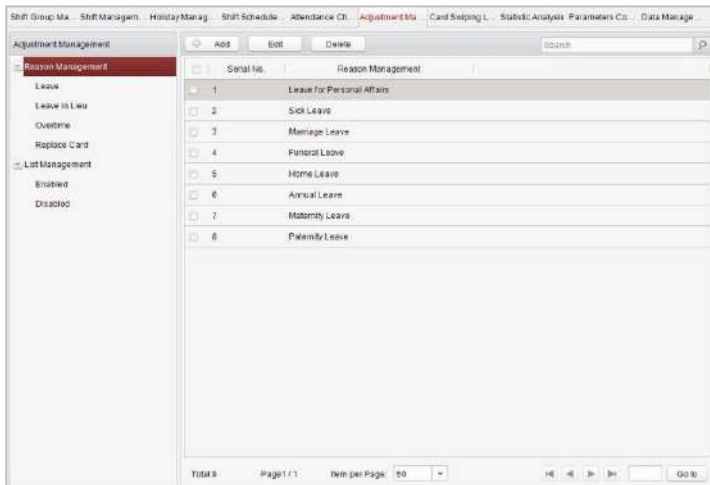 Shift Group Ma... Shift Managem... Holiday Manag... Shift Schedule... Attendance Ch... Adjustment Ma... Card Swiping L... Statistic Analysis Parameters Co... Data Manage...
Adjustment Management
Add Edit Delete Search
Reason Management
Serial No. Reason Management
Leave
1 Leave for Personal Affairs
Leave in Lieu
2 Sick Leave
Overtime
3 Marriage Leave
Replace Card
4 Funeral Leave
List Management
5 Home Leave
Enabled
6 Annual Leave
Disabled
7 Maternity Leave
8 Paternity Leave
Total 8 Page1 / 1 Item per Page: 50 Go to